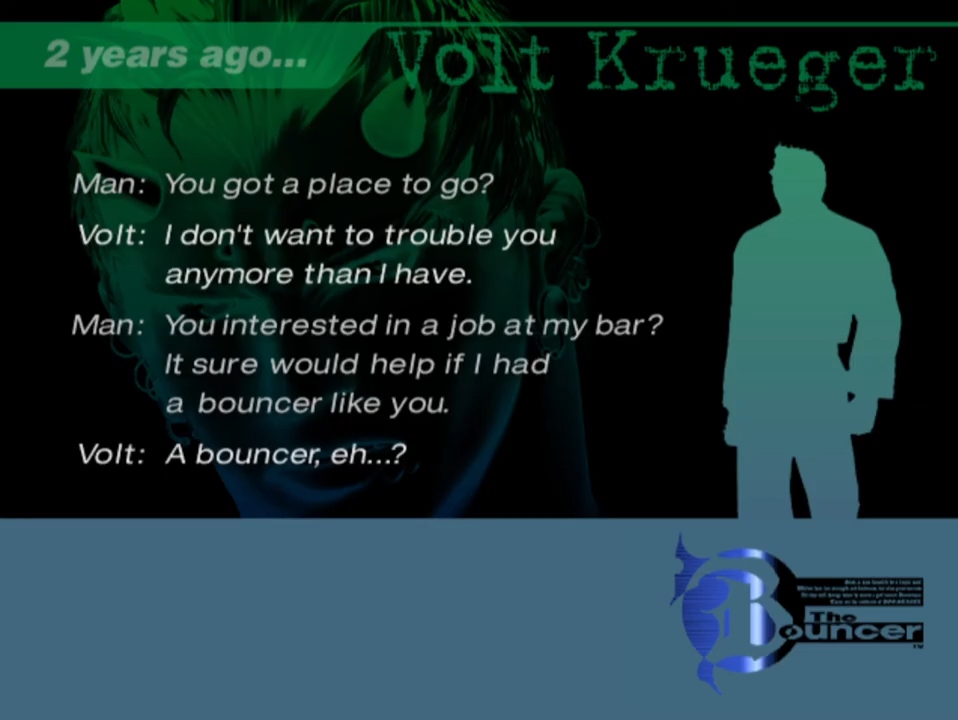 2 years ago...
Volt Krueger
Man: You got a place to go?
Volt: I don't want to trouble you
anymore than I have.
Man: You interested in a job at my bar?
It sure would help if I had
a bouncer like you.
Volt: A bouncer, eh...?
The
Bouncer
TM